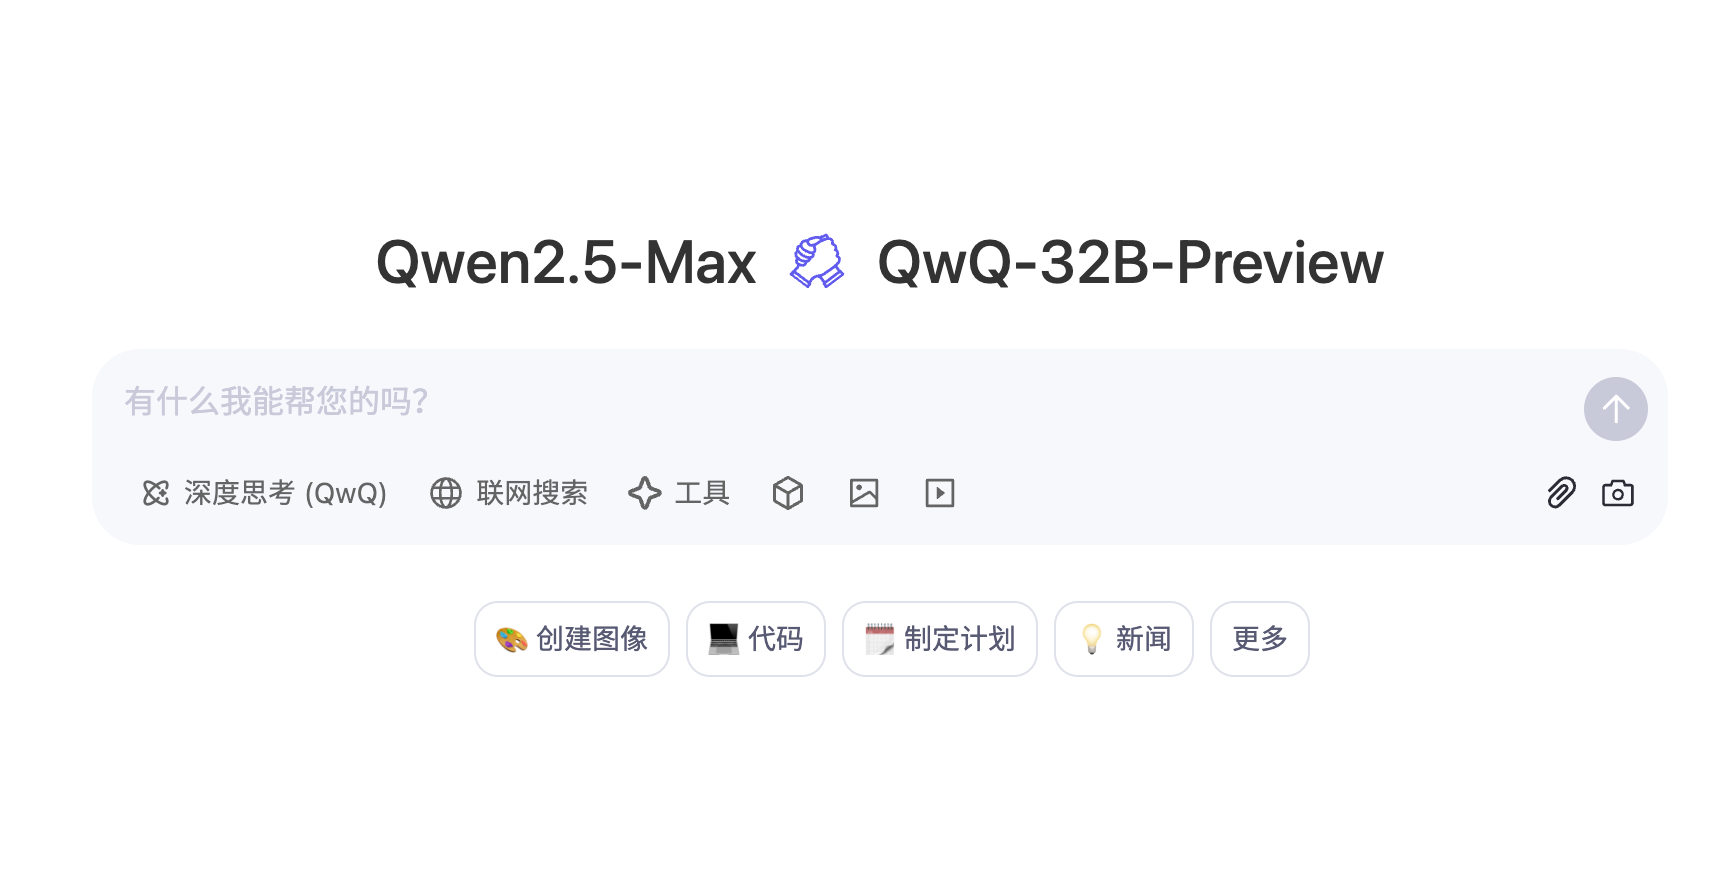 Qwen2.5-Max QwQ-32B-Preview
有什么我能帮您的吗？
深度思考 (QwQ) 联网搜索 工具
创建图像 代码 制定计划 新闻 更多